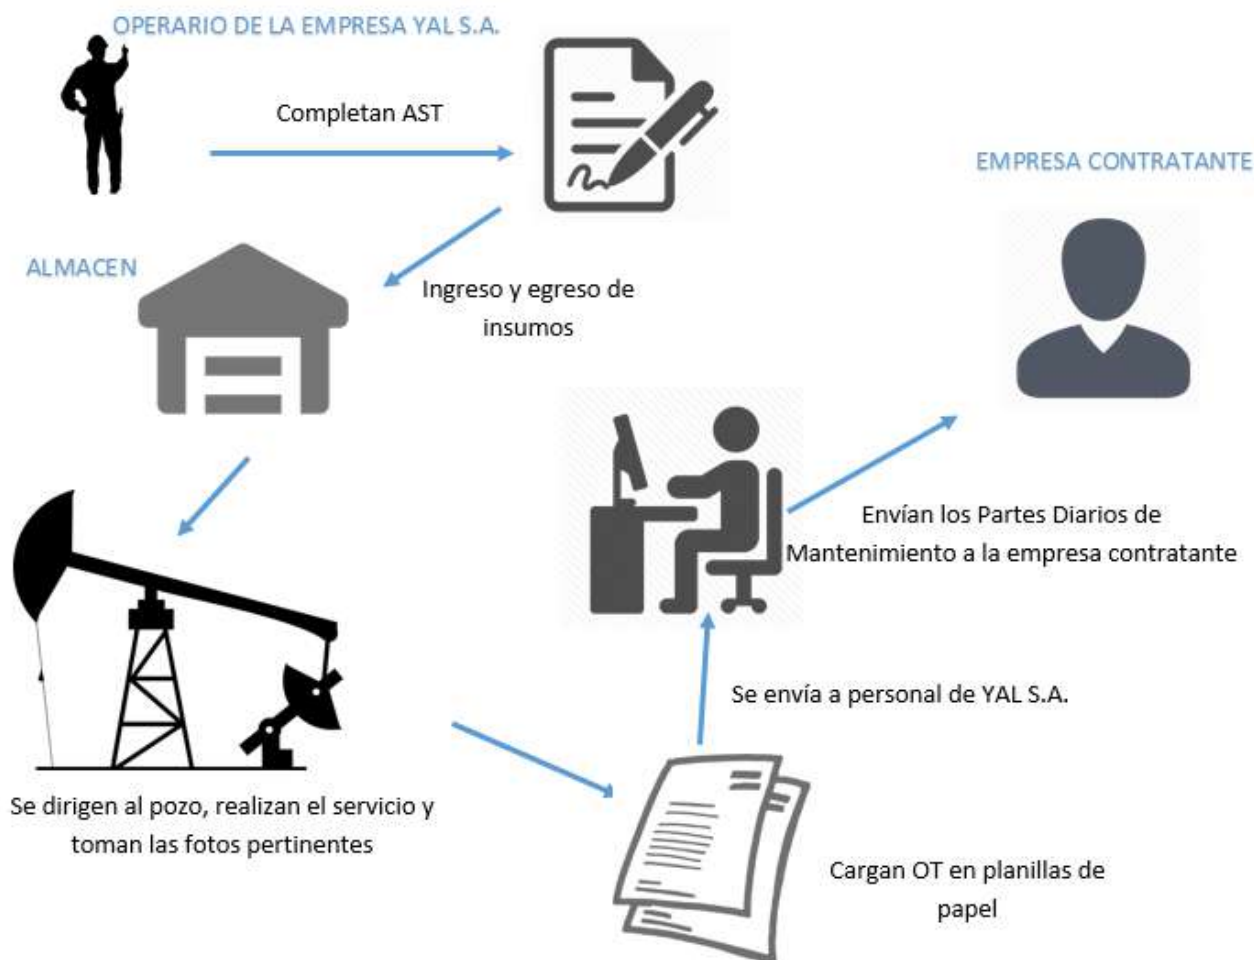 OPERARIO DE LA EMPRESA YAL S.A.
Completan AST
EMPRESA CONTRATANTE
ALMACEN
Ingreso y egreso de
insumos
Envían los Partes Diarios de
Mantenimiento a la empresa contratante
Se envía a personal de YAL S.A.
Se dirigen al pozo, realizan el servicio y
toman las fotos pertinentes
Cargan OT en planillas de
papel